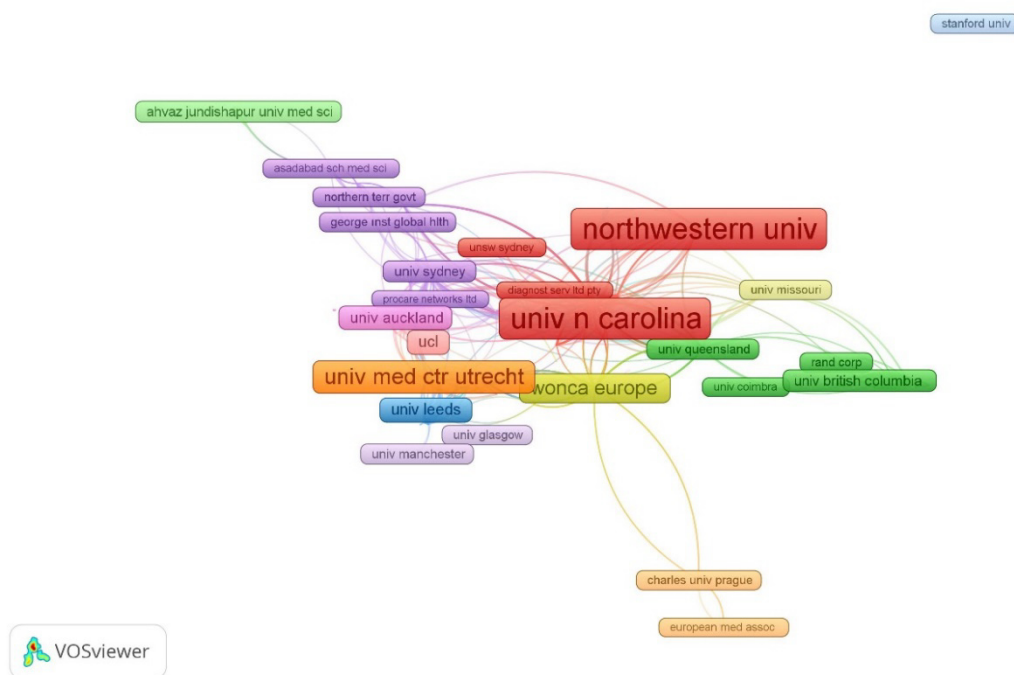 stanford univ
ahvaz jundishapur univ med sci
asadabad sch med sci
northern terr govt
george inst global hlth
northwestern univ
unsw sydney
univ sydney
diagnost serv ltd pty
univ missouri
procare networks ltd
univ auckland
univ n carolina
ucl
univ queensland
rand corp
univ med ctr utrecht
wonca europe
univ coimbra
univ british columbia
univ leeds
univ glasgow
univ manchester
charles univ prague
european med assoc
VOSviewer